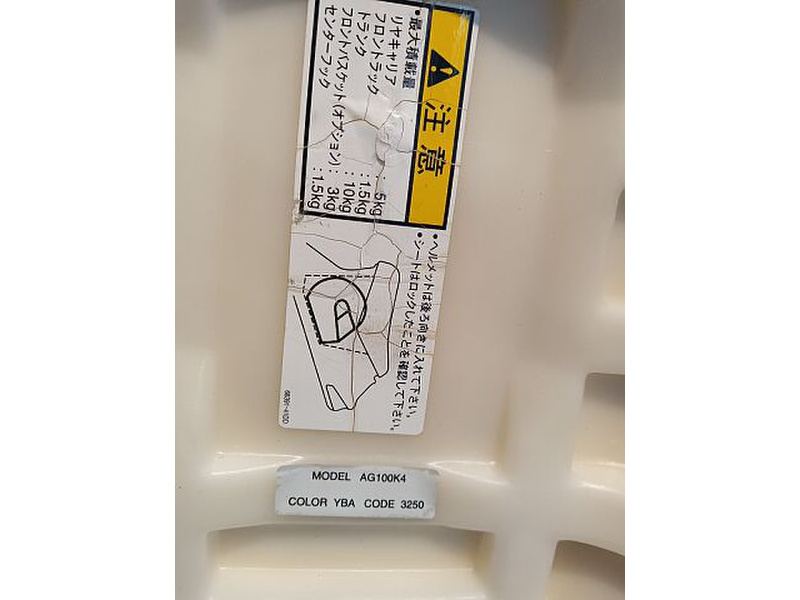 注意
・最大積載量
リヤキャリア : 5kg
フロントラック : 1.5kg
トランク : 10kg
フロントバスケット(オプション) : 3kg
センターフック : 1.5kg
・ヘルメットは後ろ向きに入れて下さい。
・シートはロックしたことを確認して下さい。
MODEL AG100K4
COLOR YBA CODE 3250